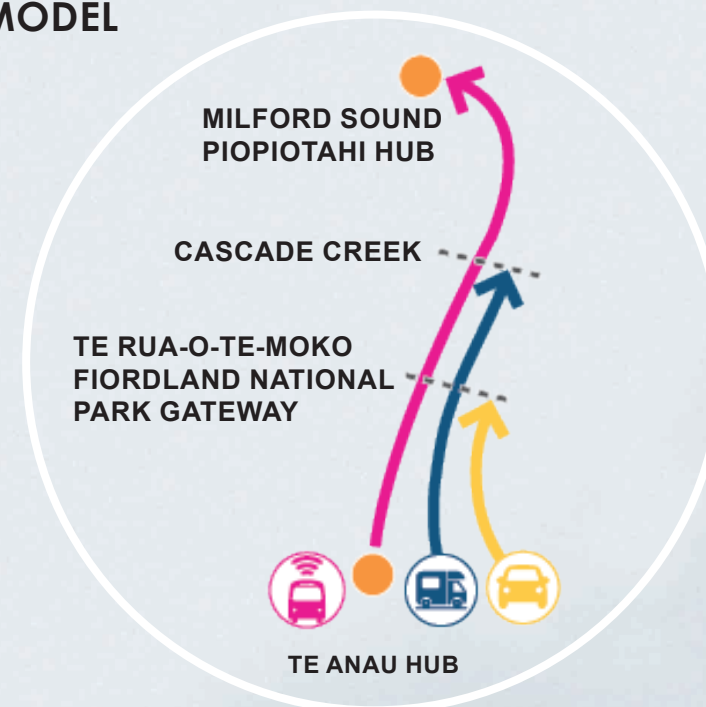 MODEL
MILFORD SOUND
PIOPIOTAHI HUB
CASCADE CREEK
TE RUA-O-TE-MOKO
FIORDLAND NATIONAL
PARK GATEWAY
TE ANAU HUB